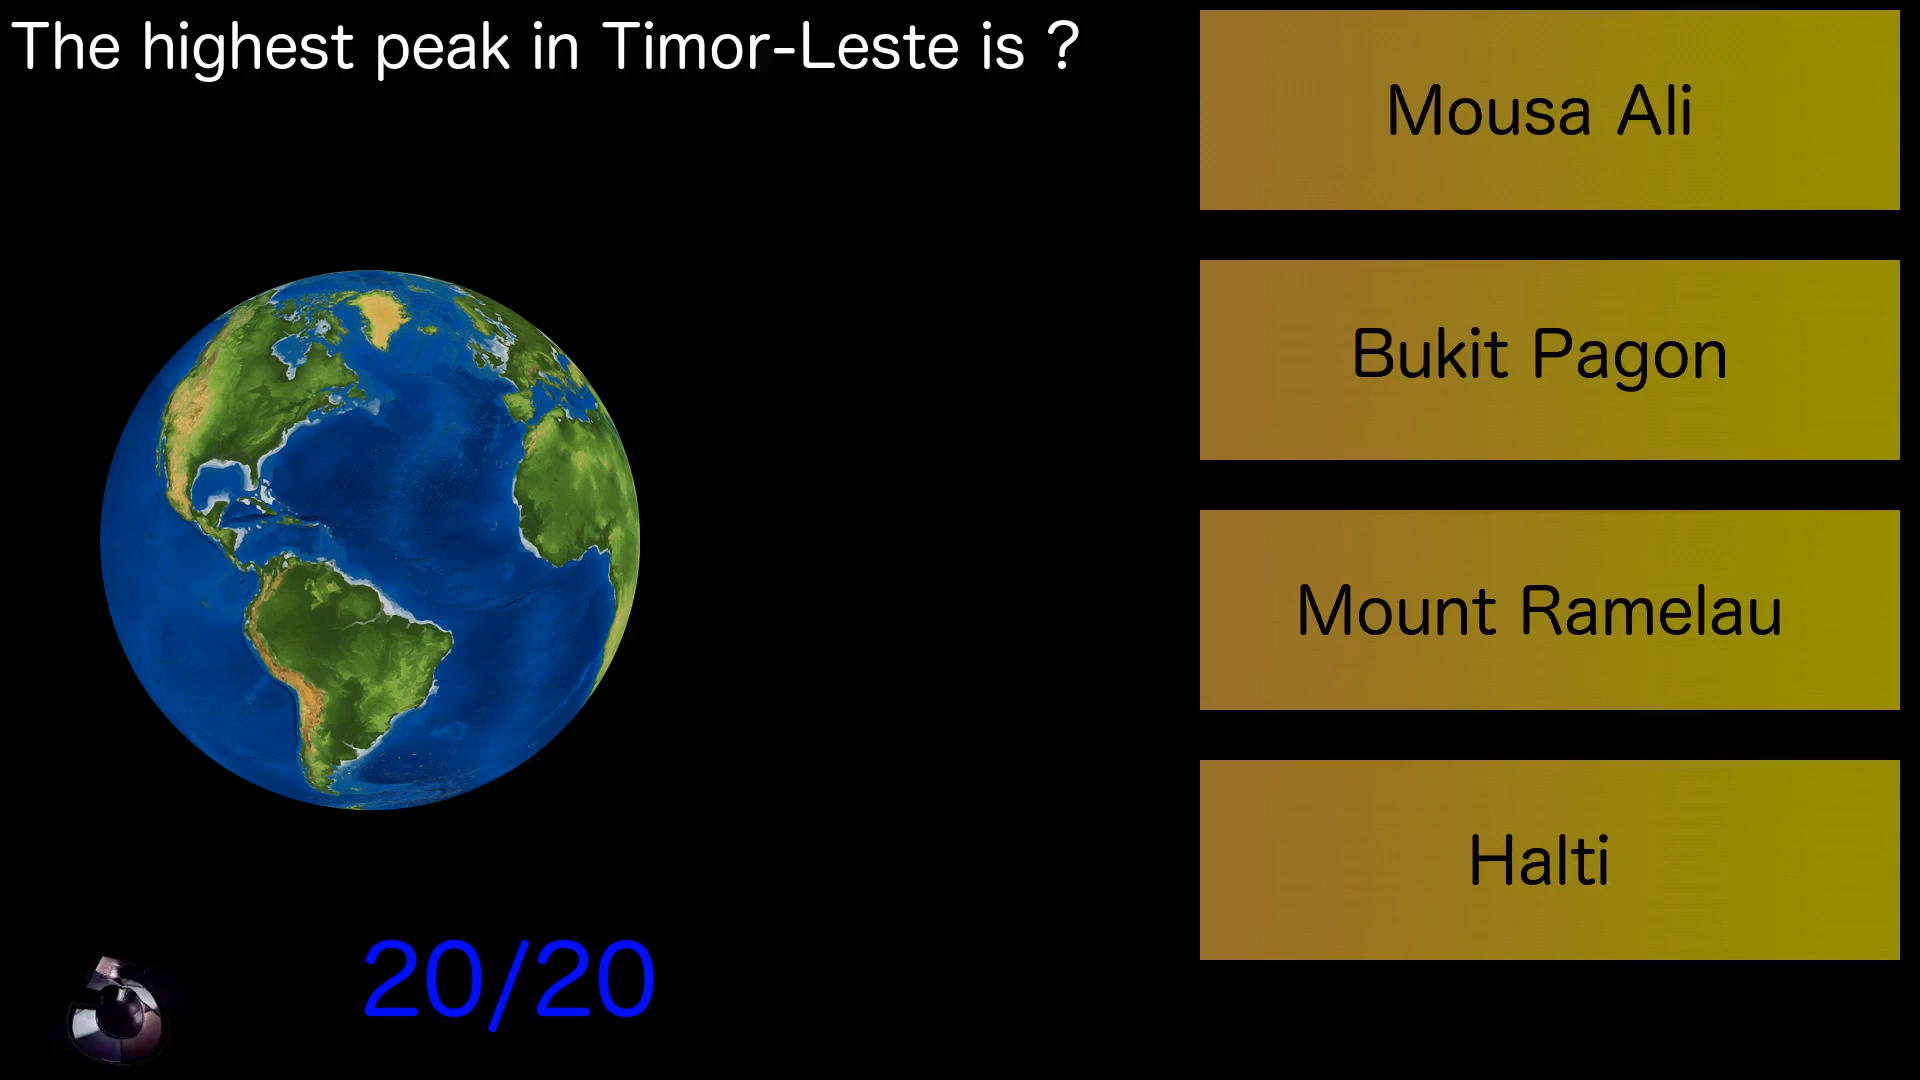 The highest peak in Timor-Leste is ?
Mousa Ali
Bukit Pagon
Mount Ramelau
Halti
20/20